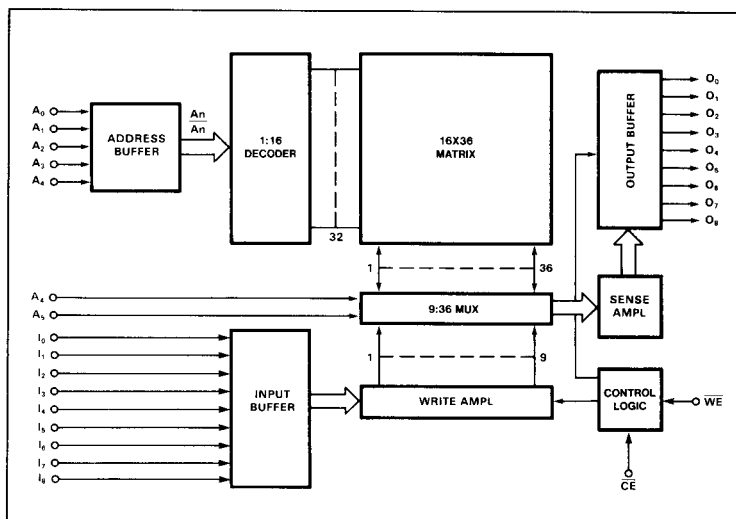 A0
A1
A2
A3
A4
ADDRESS
BUFFER
An
An
1:16
DECODER
32
16X36
MATRIX
OUTPUT BUFFER
O0
O1
O2
O3
O4
O5
O6
O7
O8
1
36
A4
A5
9:36 MUX
SENSE
AMPL
I0
I1
I2
I3
I4
I5
I6
I7
I8
INPUT
BUFFER
1
9
WRITE AMPL
CONTROL
LOGIC
WE
CE